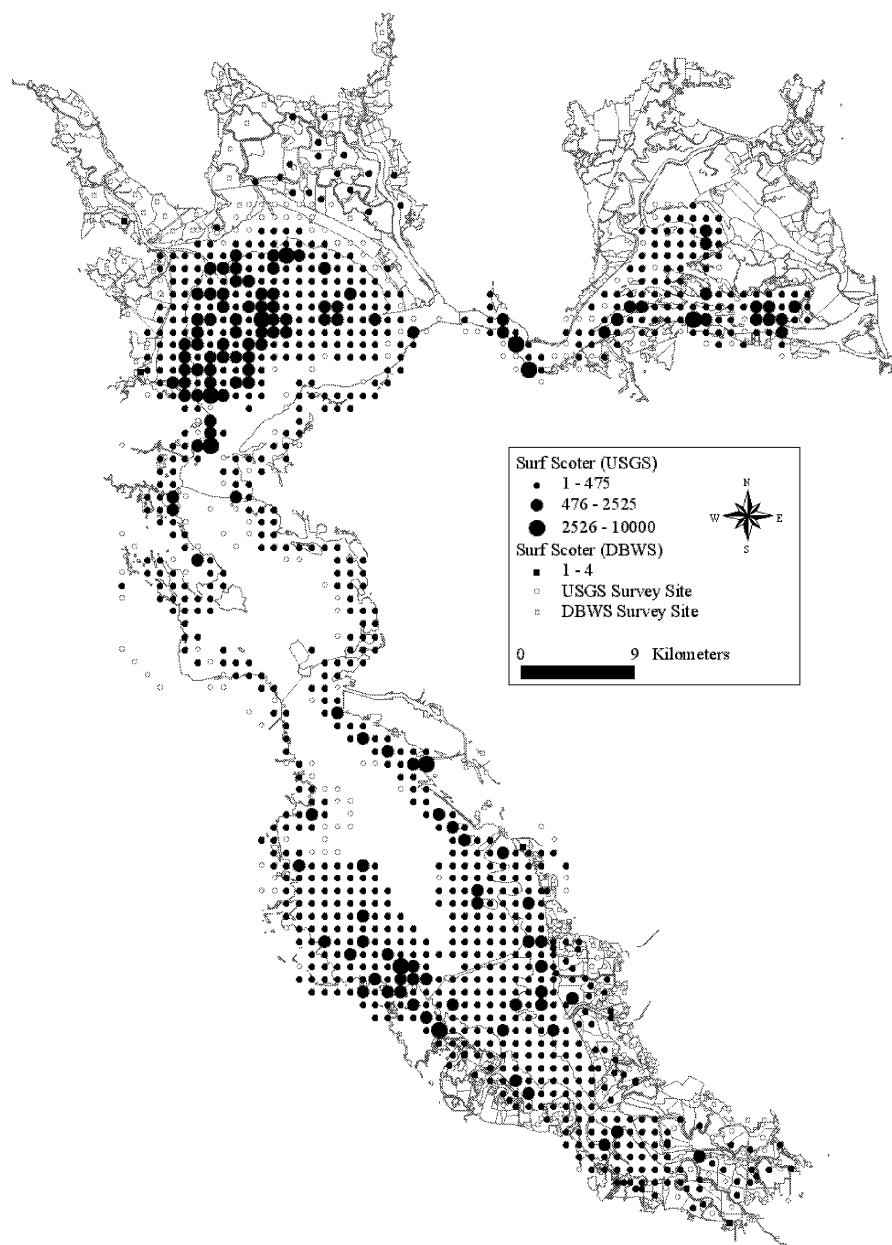 Surf Scoter (USGS)
1 - 475
476 - 2525
2526 - 10000
Surf Scoter (DBWS)
1 - 4
USGS Survey Site
DBWS Survey Site
N
W E
S
0 9 Kilometers